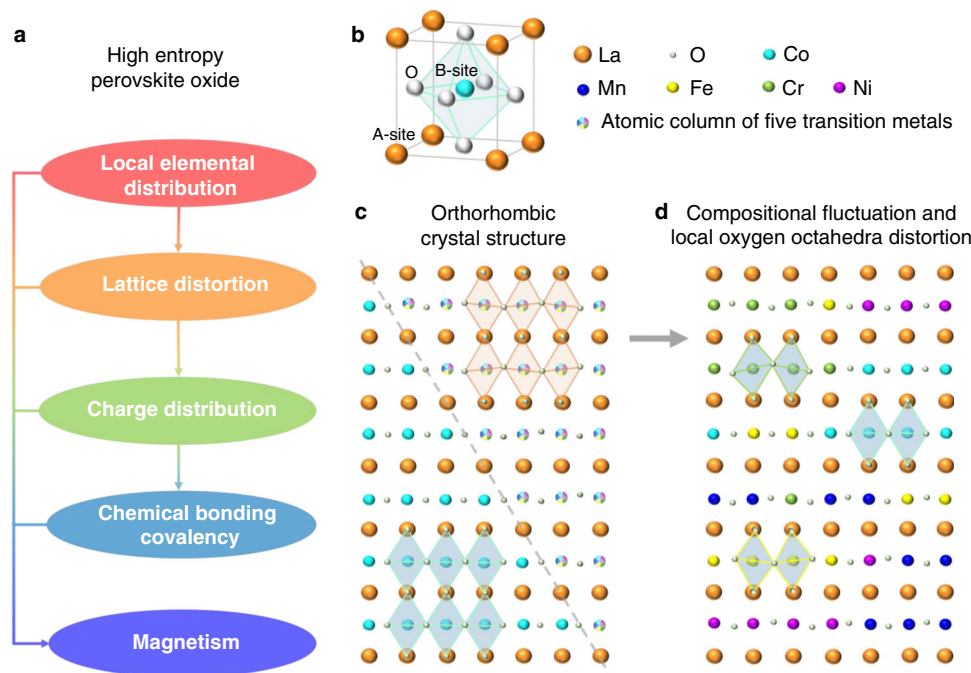 a
High entropy
perovskite oxide
Local elemental
distribution
Lattice distortion
Charge distribution
Chemical bonding
covalency
Magnetism
b
O
B-site
A-site
La
O
Co
Mn
Fe
Cr
Ni
Atomic column of five transition metals
c
Orthorhombic
crystal structure
d
Compositional fluctuation and
local oxygen octahedra distortion